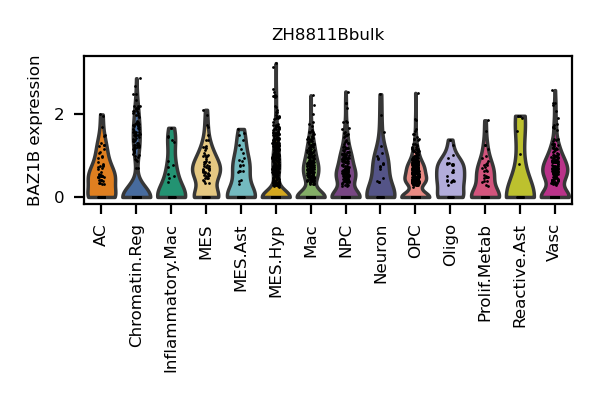 ZH8811Bbulk
BAZ1B expression
2
0
AC
Chromatin.Reg
Inflammatory.Mac
MES
MES.Ast
MES.Hyp
Mac
NPC
Neuron
OPC
Oligo
Prolif.Metab
Reactive.Ast
Vasc